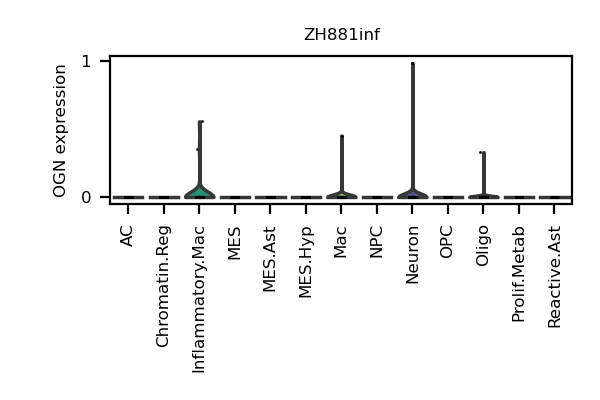 ZH881inf
OGN expression
1
0
AC
Chromatin.Reg
Inflammatory.Mac
MES
MES.Ast
MES.Hyp
Mac
NPC
Neuron
OPC
Oligo
Prolif.Metab
Reactive.Ast